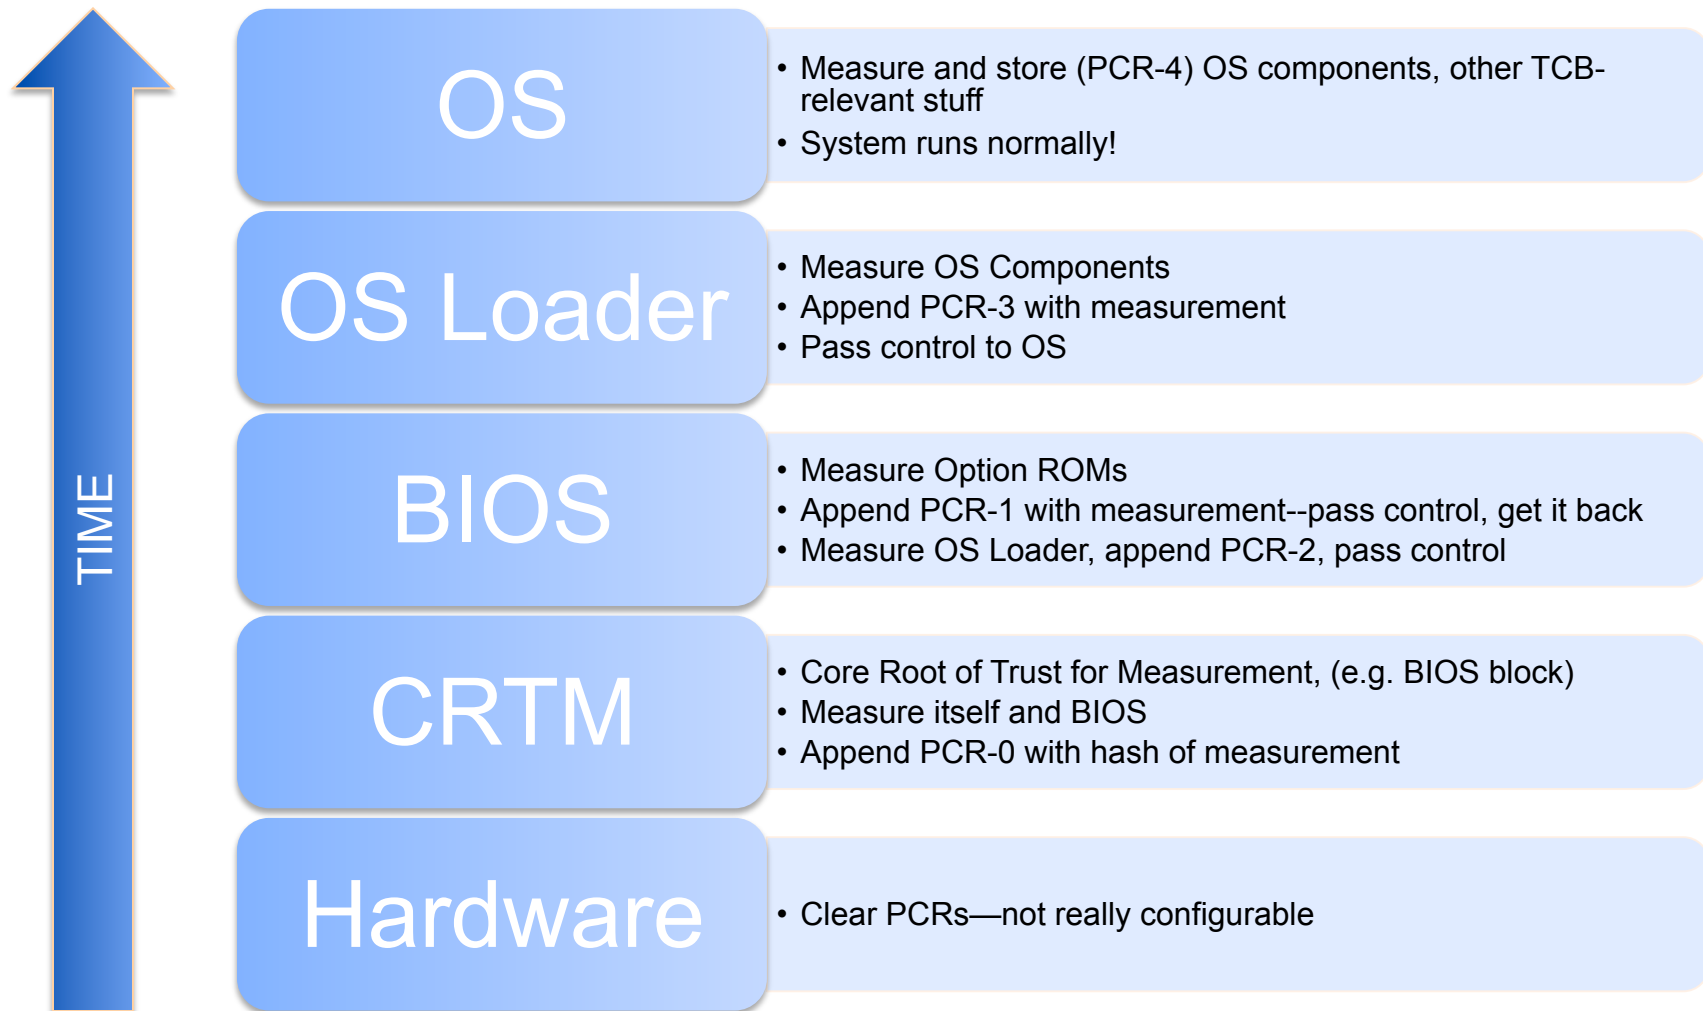 TIME
OS
• Measure and store (PCR-4) OS components, other TCB-
relevant stuff
• System runs normally!
OS Loader
• Measure OS Components
• Append PCR-3 with measurement
• Pass control to OS
BIOS
• Measure Option ROMs
• Append PCR-1 with measurement--pass control, get it back
• Measure OS Loader, append PCR-2, pass control
CRTM
• Core Root of Trust for Measurement, (e.g. BIOS block)
• Measure itself and BIOS
• Append PCR-0 with hash of measurement
Hardware
• Clear PCRs—not really configurable